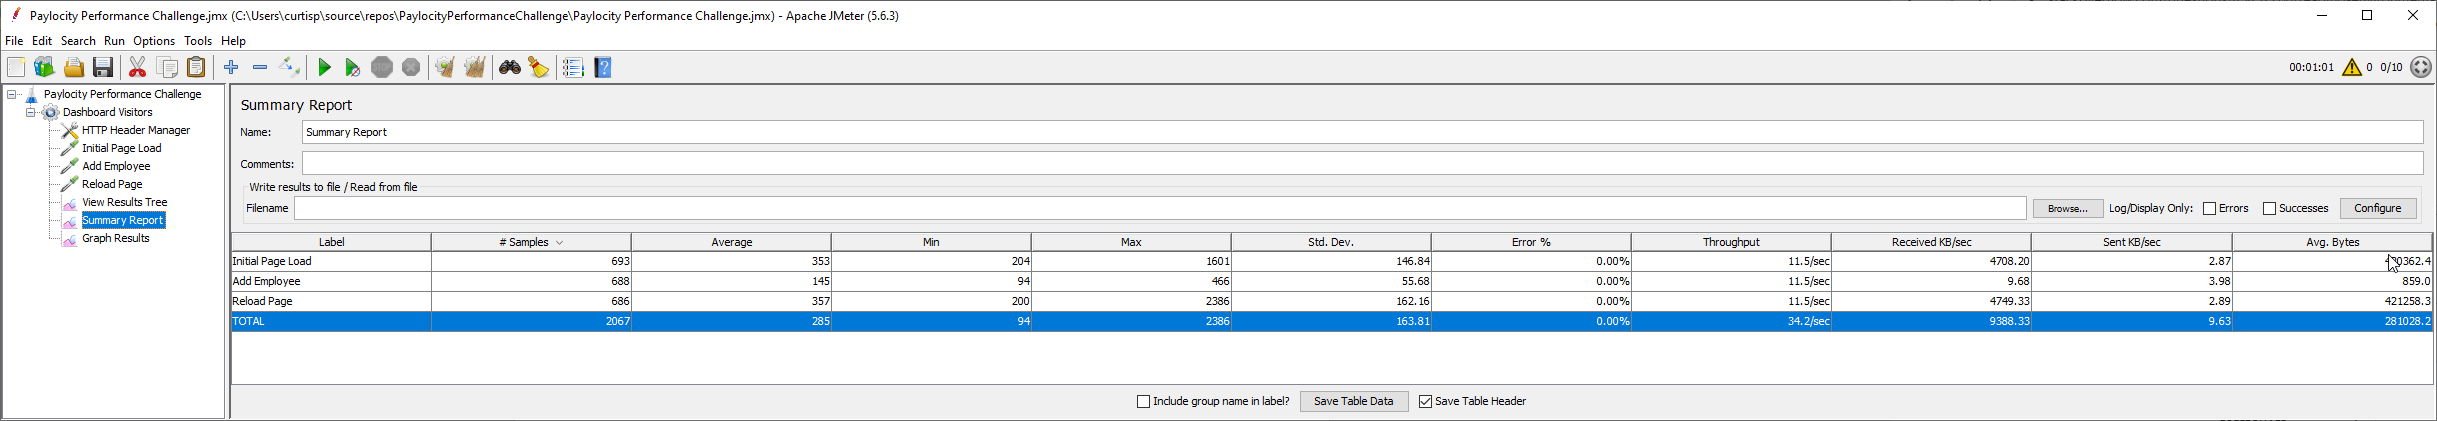 Paylocity Performance Challenge.jmx (C:\Users\curtisp\source\repos\PaylocityPerformanceChallenge\Paylocity Performance Challenge.jmx) - Apache JMeter (5.6.3)
File Edit Search Run Options Tools Help
STOP
00:01:01 0 0/10
Paylocity Performance Challenge
Dashboard Visitors
HTTP Header Manager
Initial Page Load
Add Employee
Reload Page
View Results Tree
Summary Report
Graph Results
Summary Report
Name: Summary Report
Comments:
Write results to file / Read from file
Filename Browse... Log/Display Only: Errors Successes Configure
Label # Samples Average Min Max Std. Dev. Error % Throughput Received KB/sec Sent KB/sec Avg. Bytes
Initial Page Load 693 353 204 1601 146.84 0.00% 11.5/sec 4708.20 2.87
Add Employee 688 145 94 466 55.68 0.00% 11.5/sec 9.68 3.98 859.0
Reload Page 686 357 200 2386 162.16 0.00% 11.5/sec 4749.33 2.89 421258.3
TOTAL 2067 285 94 2386 163.81 0.00% 34.2/sec 9388.33 9.63 281028.2
Include group name in label? Save Table Data Save Table Header